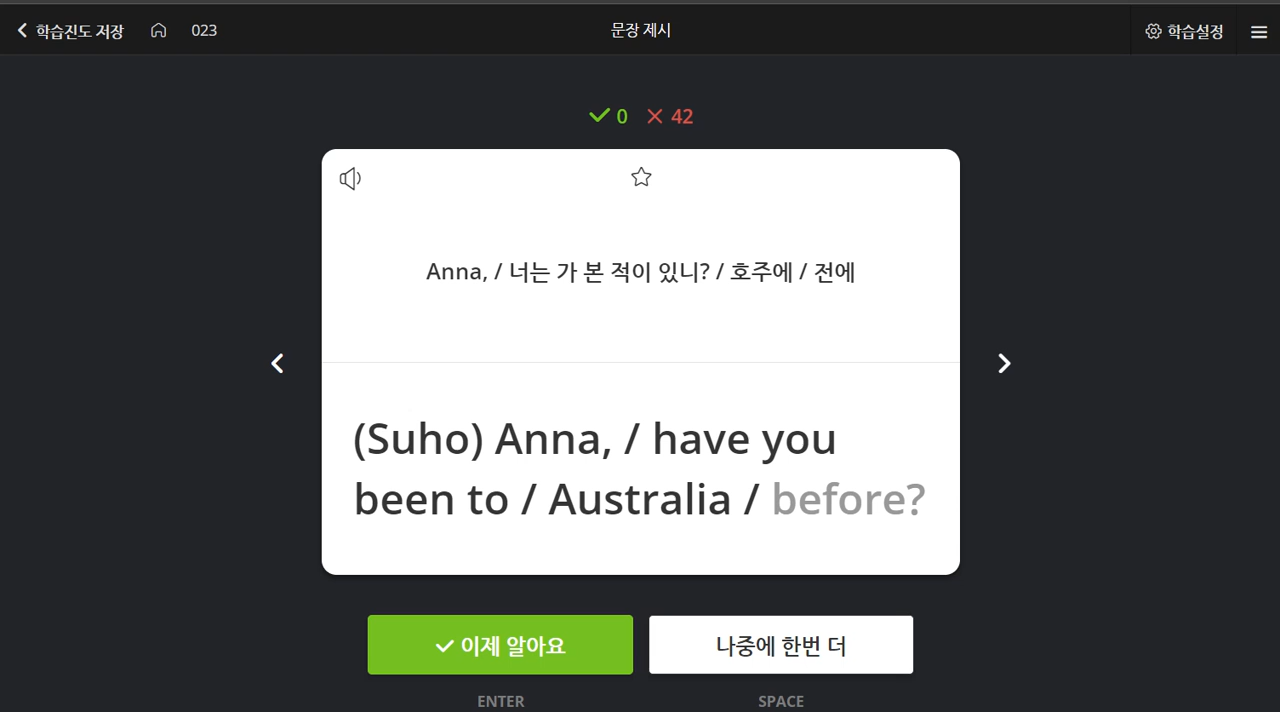 학습진도 저장 023 문장 제시 학습설정
0 42
Anna, / 너는 가 본 적이 있니? / 호주에 / 전에
(Suho) Anna, / have you
been to / Australia / before?
이제 알아요 나중에 한번 더
ENTER SPACE